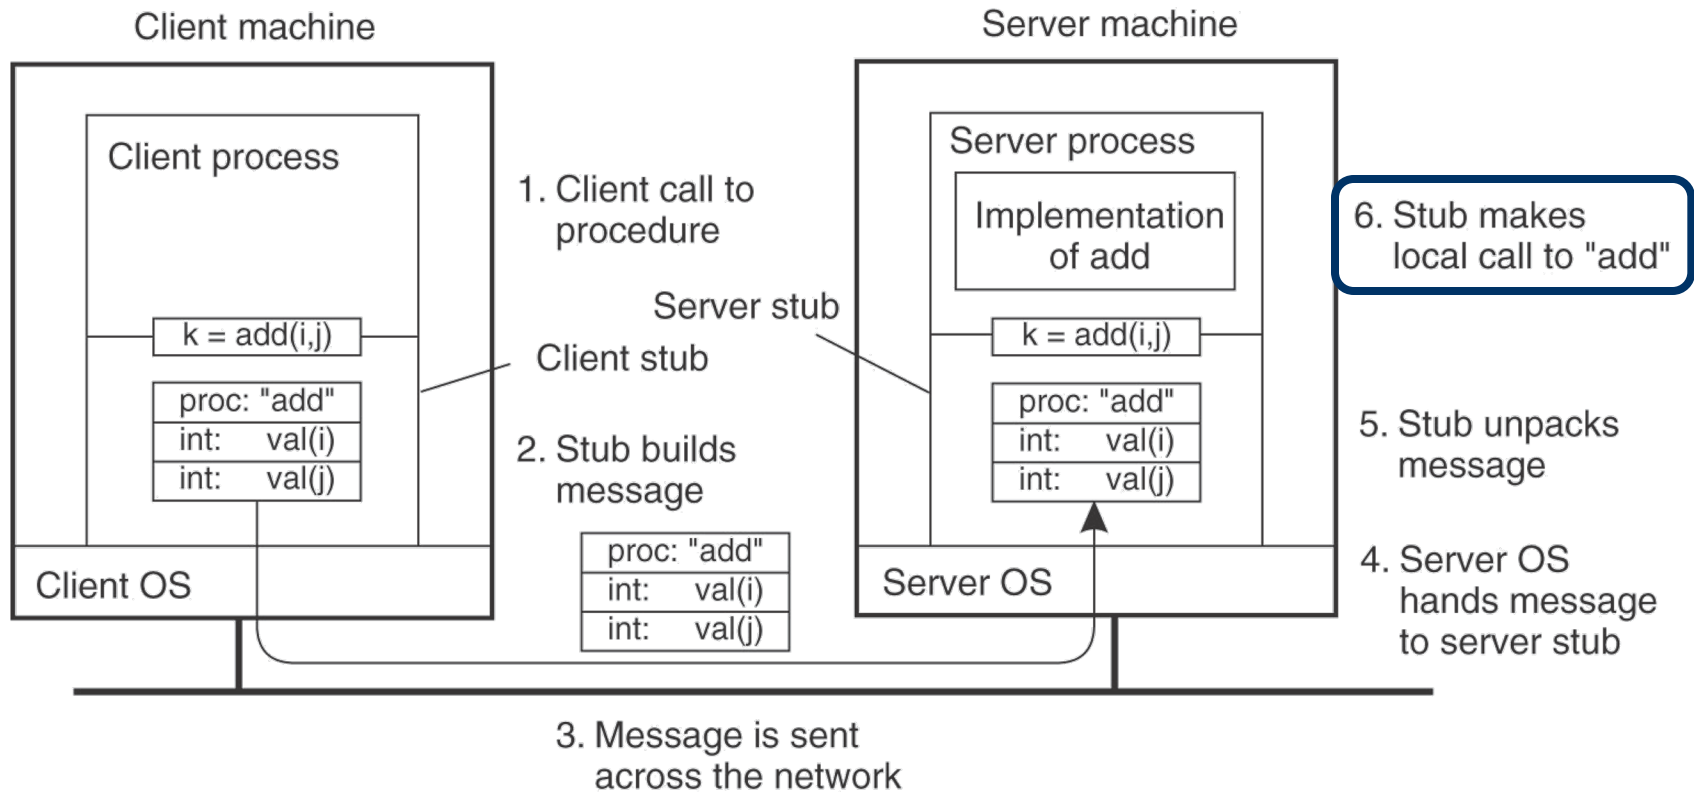 Client machine
Client process
k = add(i,j)
proc: "add"
int: val(i)
int: val(j)
Client OS
1. Client call to
procedure
Client stub
2. Stub builds
message
proc: "add"
int: val(i)
int: val(j)
3. Message is sent
across the network
Server machine
Server process
Implementation
of add
Server stub
k = add(i,j)
proc: "add"
int: val(i)
int: val(j)
Server OS
6. Stub makes
local call to "add"
5. Stub unpacks
message
4. Server OS
hands message
to server stub